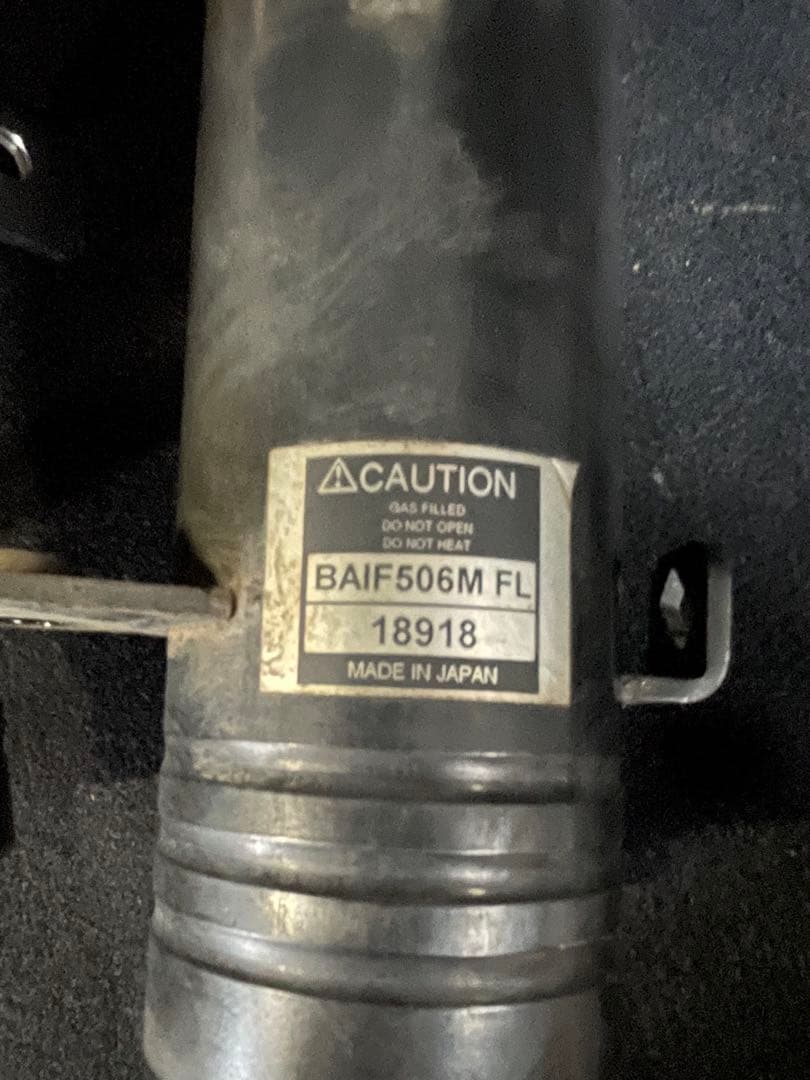 ⚠CAUTION
GAS FILLED
DO NOT OPEN
DO NOT HEAT
BAIF506M FL
18918
MADE IN JAPAN